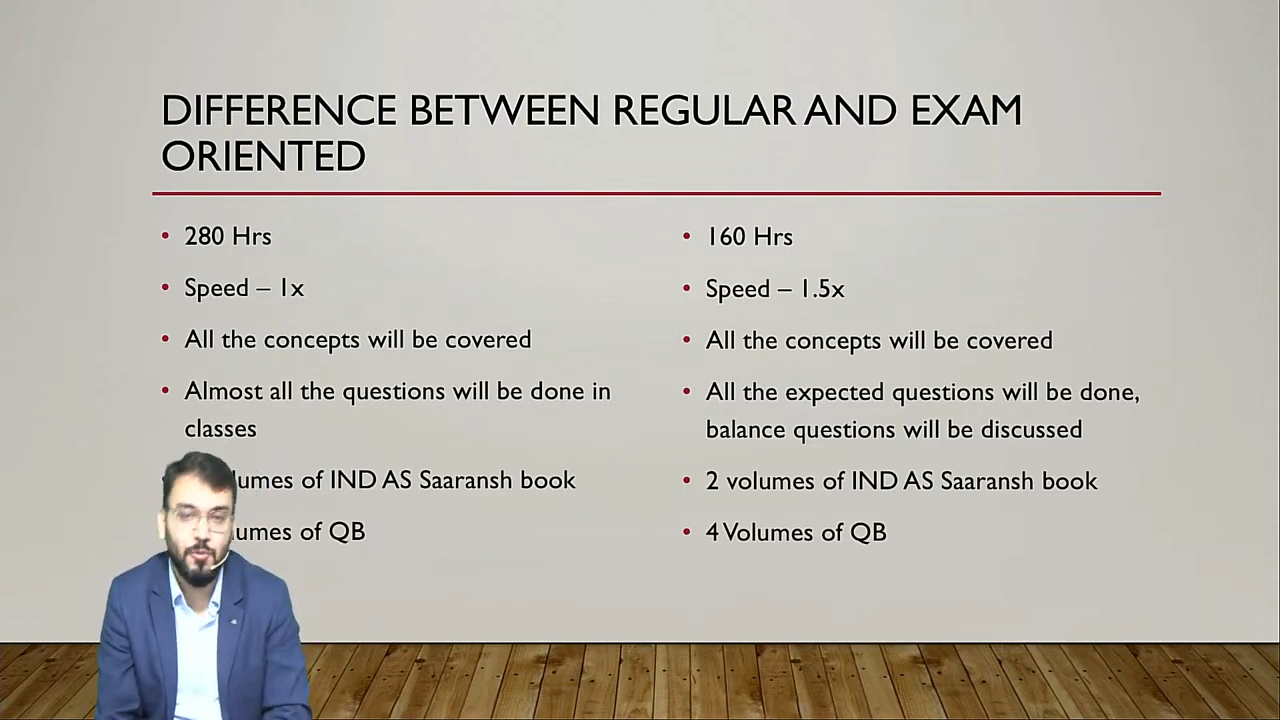 DIFFERENCE BETWEEN REGULAR AND EXAM
ORIENTED
280 Hrs
Speed – 1x
All the concepts will be covered
Almost all the questions will be done in
classes
of IND AS Saaransh book
of QB
160 Hrs
Speed – 1.5x
All the concepts will be covered
All the expected questions will be done,
balance questions will be discussed
2 volumes of IND AS Saaransh book
4 Volumes of QB